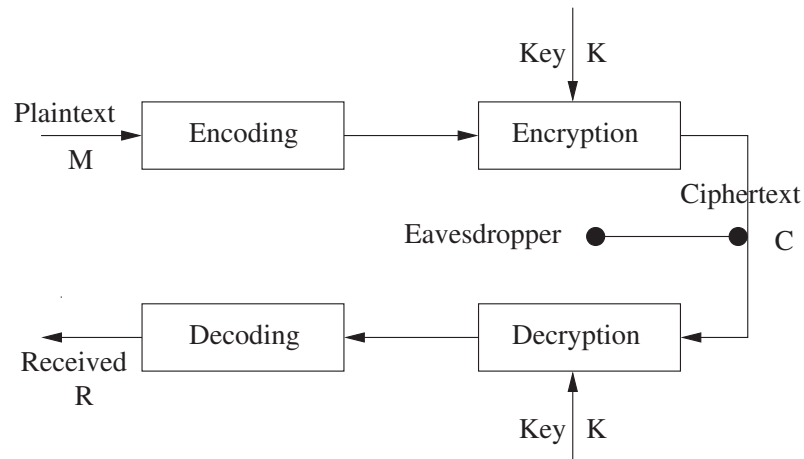 Key K
Plaintext
Encoding
Encryption
M
Ciphertext
Eavesdropper
C
Decoding
Decryption
Received
R
Key K